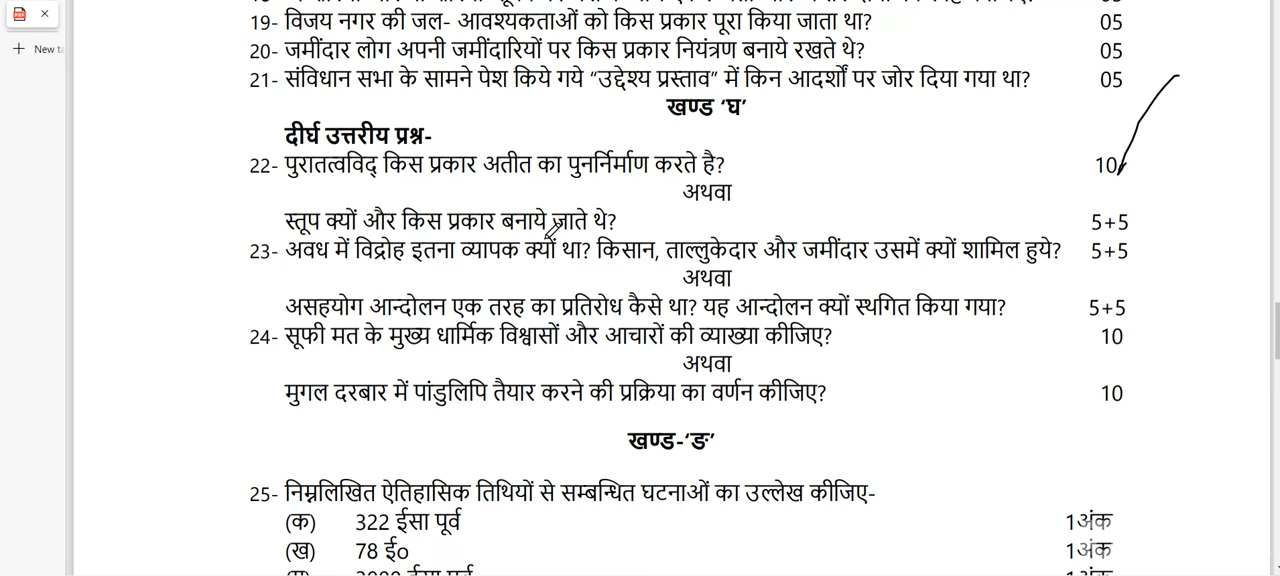 19- विजय नगर की जल- आवश्यकताओं को किस प्रकार पूरा किया जाता था? 05
20- जमींदार लोग अपनी जमींदारियों पर किस प्रकार नियंत्रण बनाये रखते थे? 05
21- संविधान सभा के सामने पेश किये गये “उद्देश्य प्रस्ताव” में किन आदर्शों पर जोर दिया गया था? 05
खण्ड ‘घ’
दीर्घ उत्तरीय प्रश्न-
22- पुरातत्वविद् किस प्रकार अतीत का पुनर्निर्माण करते है? 10
अथवा
स्तूप क्यों और किस प्रकार बनाये जाते थे? 5+5
23- अवध में विद्रोह इतना व्यापक क्यों था? किसान, ताल्लुकेदार और जमींदार उसमें क्यों शामिल हुये? 5+5
New
अथवा
असहयोग आन्दोलन एक तरह का प्रतिरोध कैसे था? यह आन्दोलन क्यों स्थगित किया गया? 5+5
24- सूफी मत के मुख्य धार्मिक विश्वासों और आचारों की व्याख्या कीजिए? 10
अथवा
मुगल दरबार में पांडुलिपि तैयार करने की प्रक्रिया का वर्णन कीजिए? 10
खण्ड-‘ङ’
25- निम्नलिखित ऐतिहासिक तिथियों से सम्बन्धित घटनाओं का उल्लेख कीजिए-
(क) 322 ईसा पूर्व 1अंक
(ख) 78 ई० 1अंक